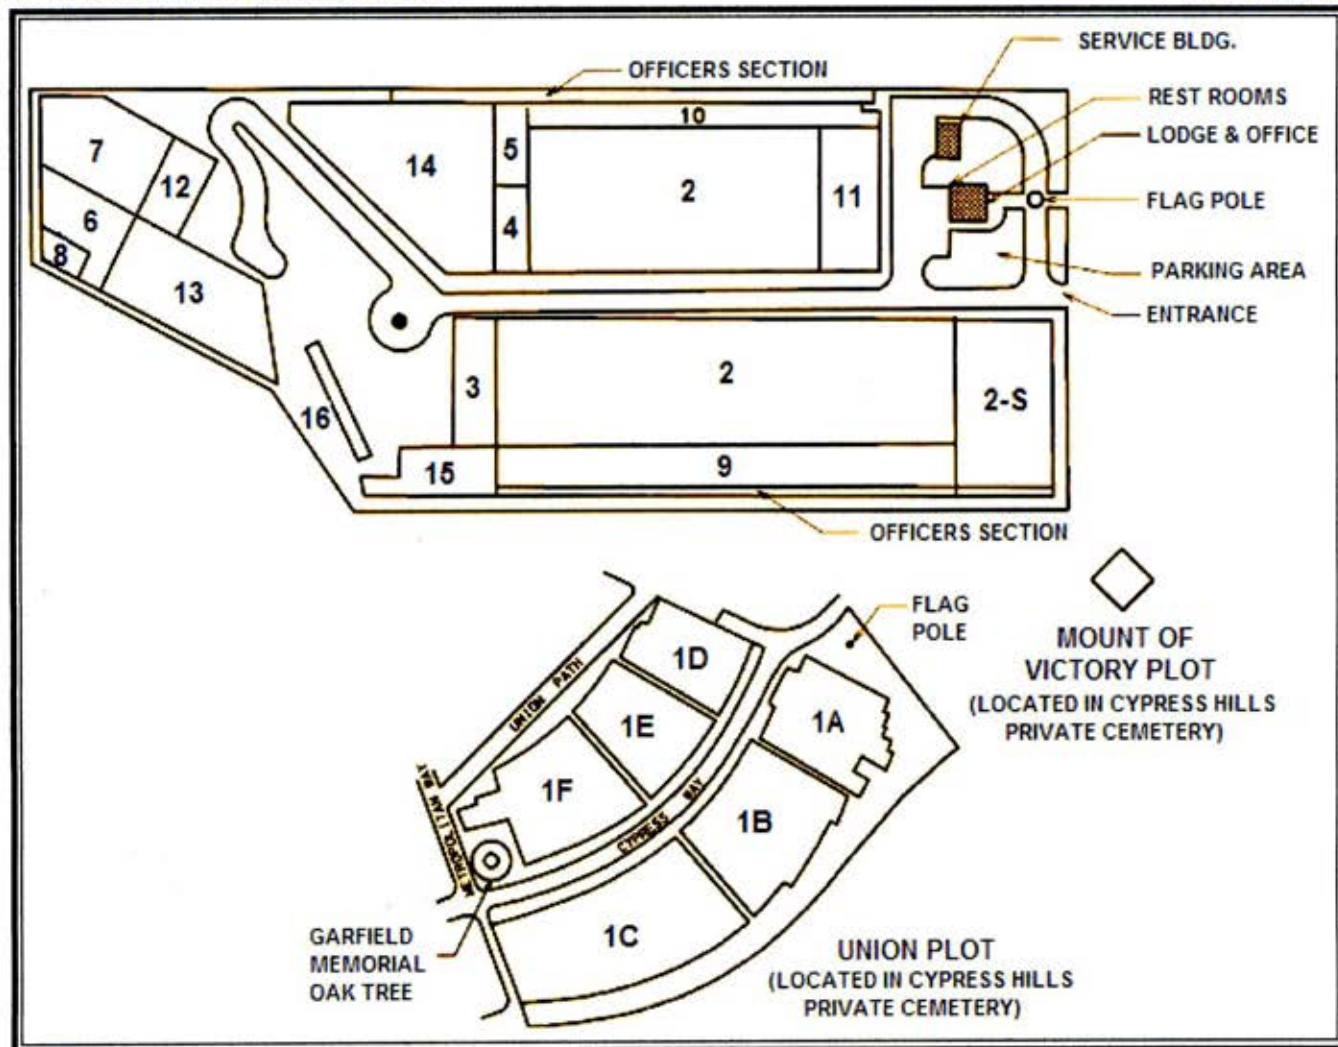 SERVICE BLDG.
OFFICERS SECTION
REST ROOMS
LODGE & OFFICE
FLAG POLE
PARKING AREA
ENTRANCE
10
7
12
14
5
2
11
6
4
8
13
3
2
2-S
16
15
9
OFFICERS SECTION
FLAG
POLE
MOUNT OF
VICTORY PLOT
(LOCATED IN CYPRESS HILLS
PRIVATE CEMETERY)
UNION PATH
1D
1E
1A
1F
1B
METROPOLITAN WAY
CYPRESS WAY
1C
GARFIELD
MEMORIAL
OAK TREE
UNION PLOT
(LOCATED IN CYPRESS HILLS
PRIVATE CEMETERY)